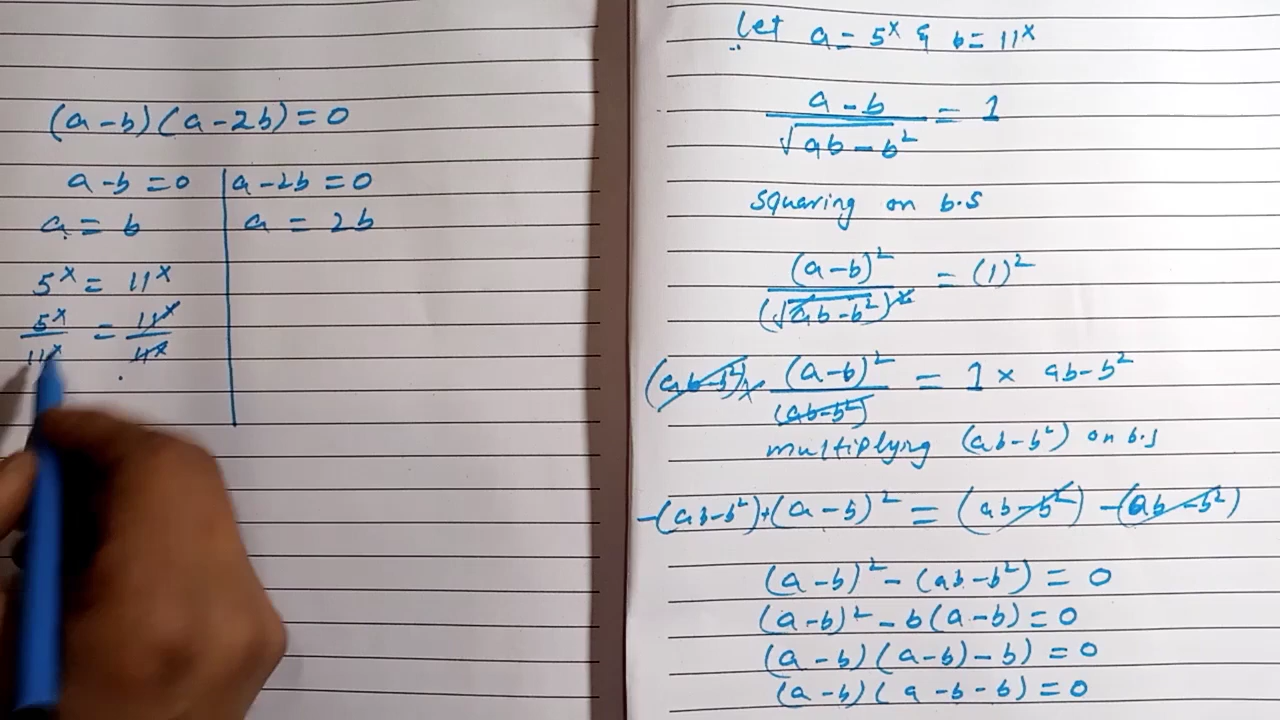 (a-b)(a-2b)=0
a-b=0 | a-2b=0
a = b | a = 2b
5^x = 11^x
5^x/11^x = 11^x/11^x
Let a = 5^x & b = 11^x
(a-b)/√(ab-b²) = 1
squaring on b.s
(a-b)²/(√(ab-b²))² = (1)²
(ab-b²)× (a-b)²/(ab-b²) = 1 × ab-b²
multiplying (ab-b²) on b.s
-(ab-b²)+(a-b)² = (ab-b²) -(ab-b²)
(a-b)² - (ab-b²) = 0
(a-b)² - b(a-b) = 0
(a-b)(a-b)-b) = 0
(a-b)(a-b-b) = 0